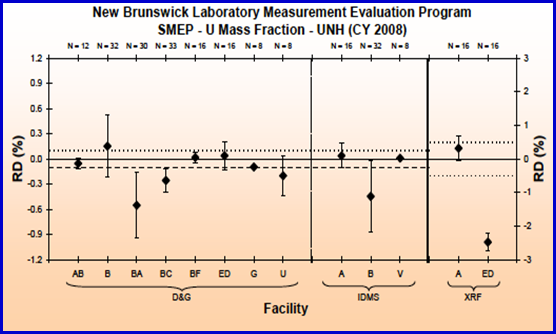 New Brunswick Laboratory Measurement Evaluation Program
SMEP - U Mass Fraction - UNH (CY 2008)
N = 12 N = 32 N = 30 N = 33 N = 16 N = 16 N = 8 N = 8 N = 16 N = 32 N = 8 N = 16 N = 16
1.2 3
0.9
2
0.6
1
0.3
0.0 0
-0.3
-1
-0.6
-2
-0.9
-1.2 -3
RD (%)
RD (%)
AB B BA BC BF ED G U A B V A ED
D&G IDMS XRF
Facility